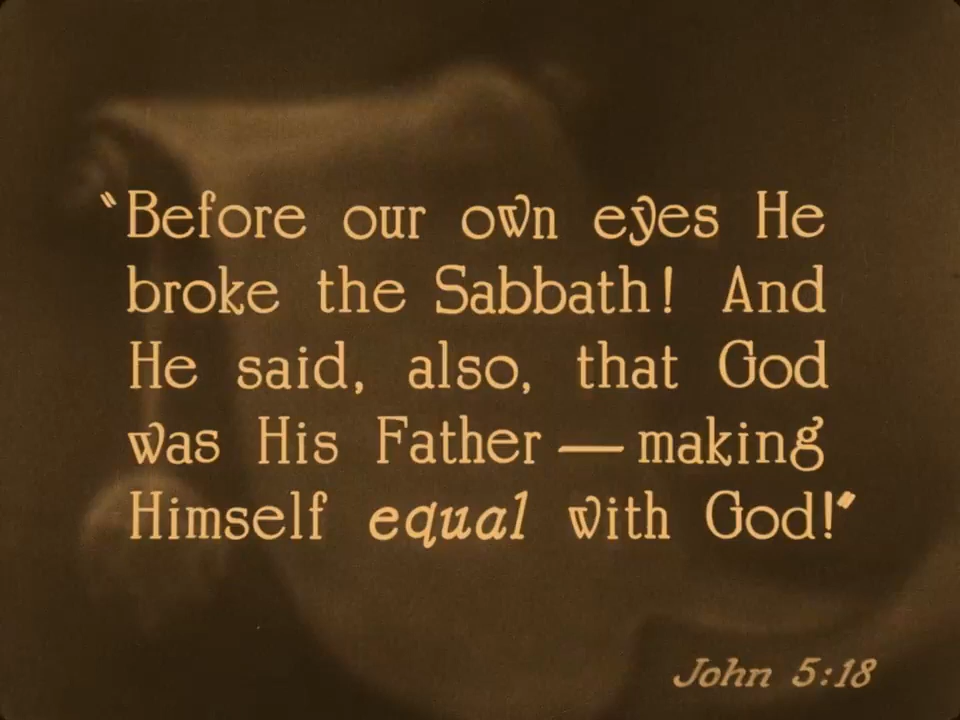 "Before our own eyes He
broke the Sabbath! And
He said, also, that God
was His Father — making
Himself equal with God!"
John 5:18